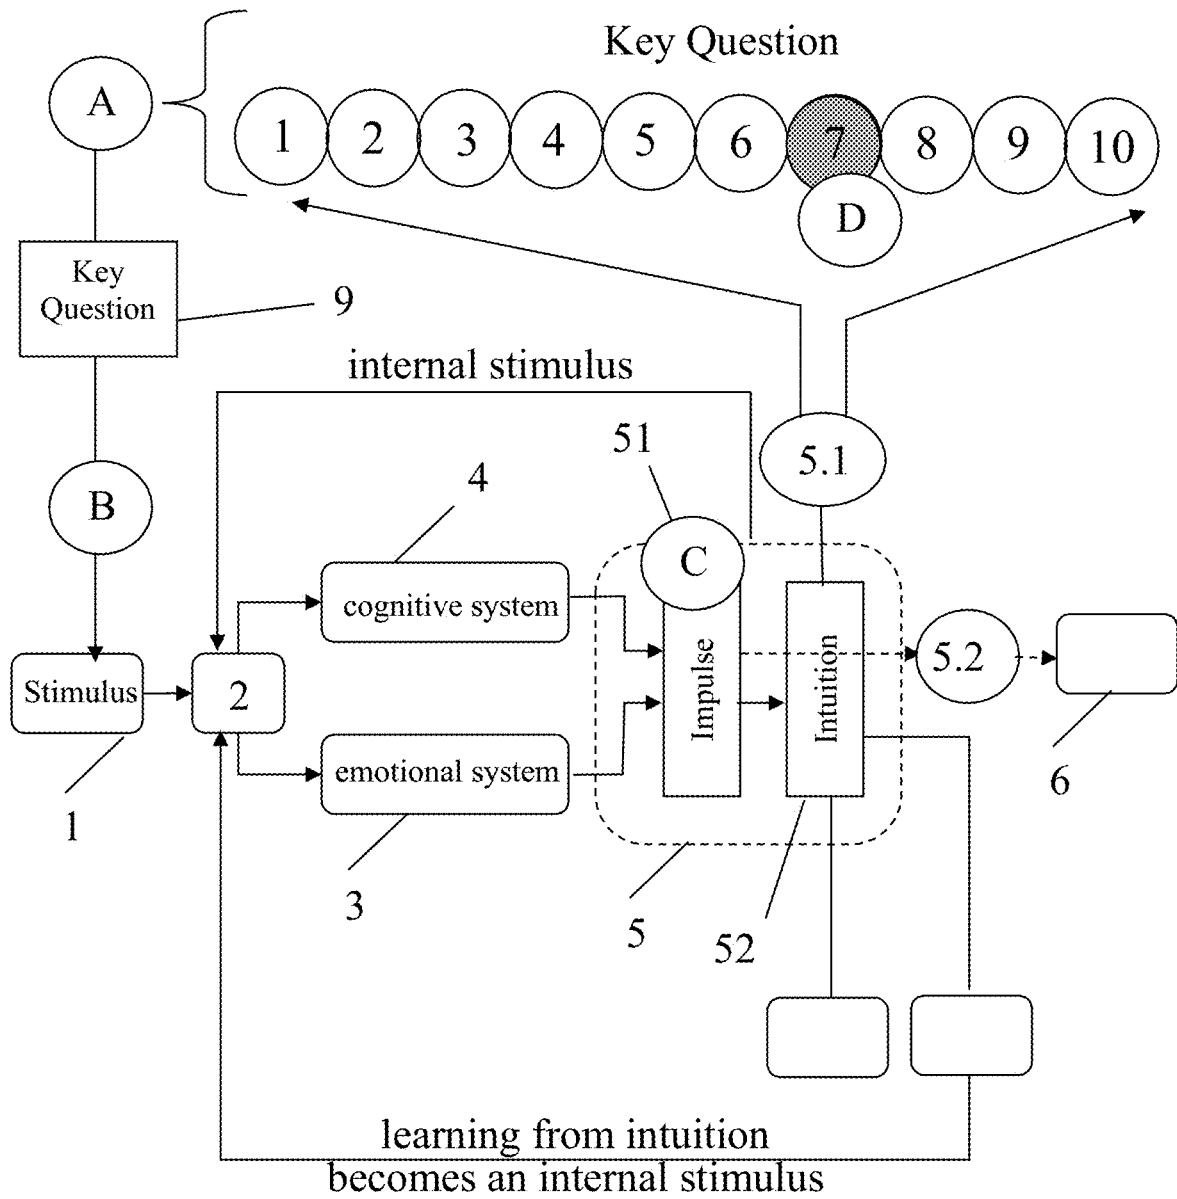 Key Question
A
1 2 3 4 5 6 7 8 9 10
D
Key
Question
9
internal stimulus
51
5.1
4
B
C
cognitive system
Stimulus
2
Impulse
Intuition
5.2
emotional system
1
6
3
5
52
learning from intuition
becomes an internal stimulus